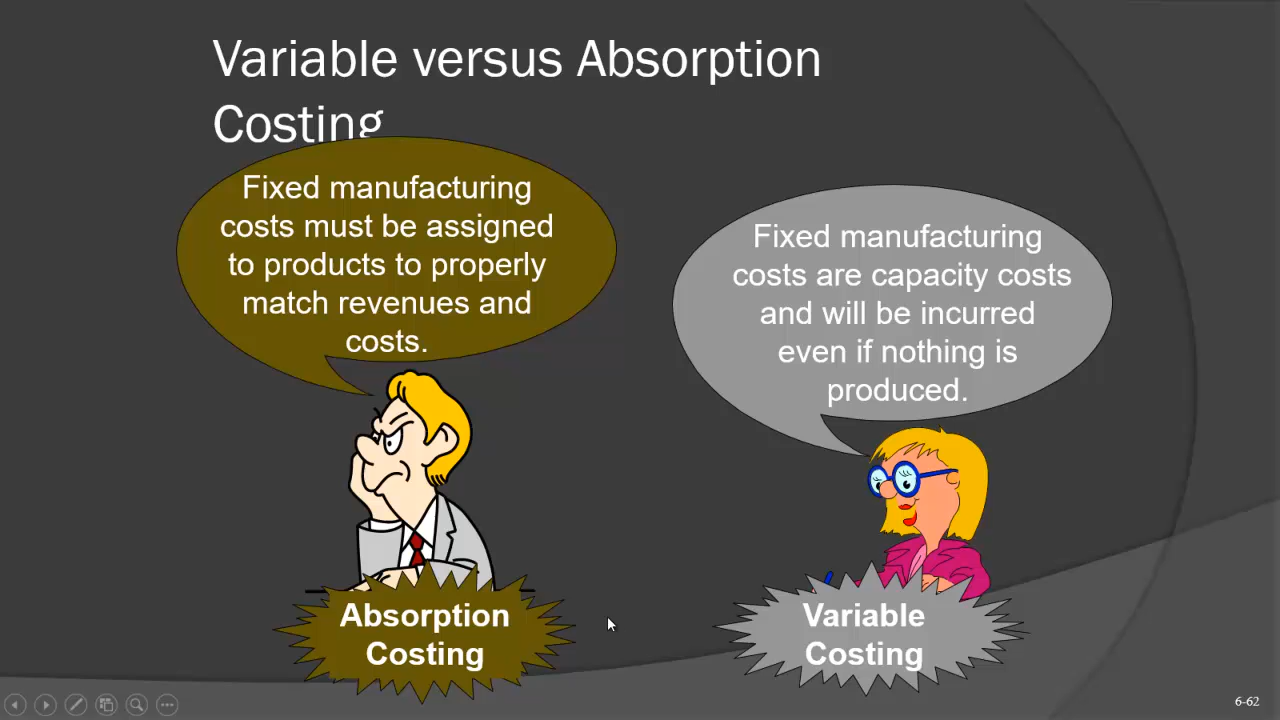 Variable versus Absorption
Costing
Fixed manufacturing
costs must be assigned
to products to properly
match revenues and
costs.
Fixed manufacturing
costs are capacity costs
and will be incurred
even if nothing is
produced.
Absorption
Costing
Variable
Costing
6-62